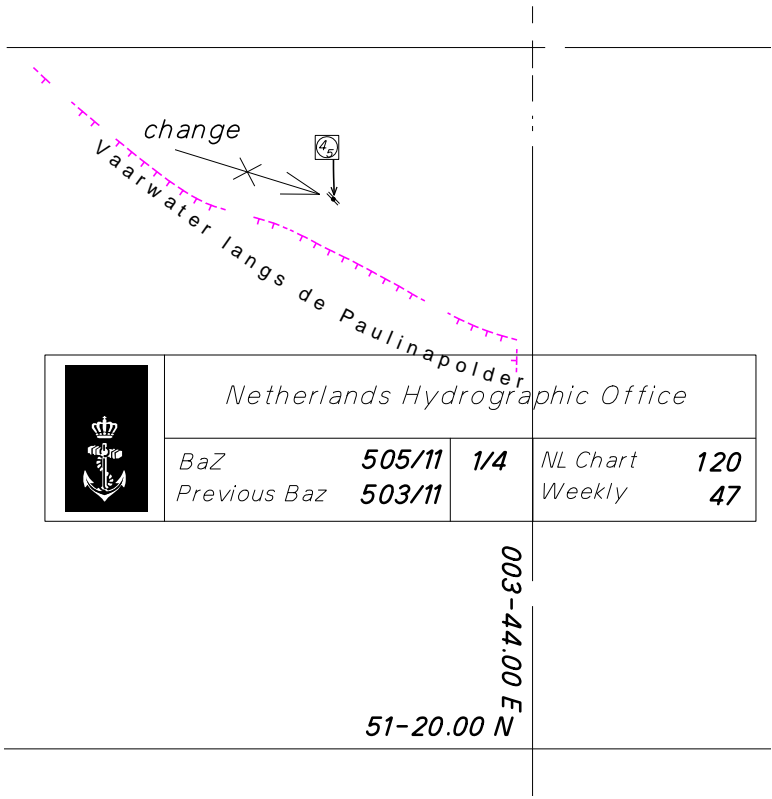 change
4₅
Vaarwater langs de Paulinapolder
Netherlands Hydrographic Office
BaZ 505/11 1/4 NL Chart 120
Previous Baz 503/11 Weekly 47
003-44.00 E
51-20.00 N